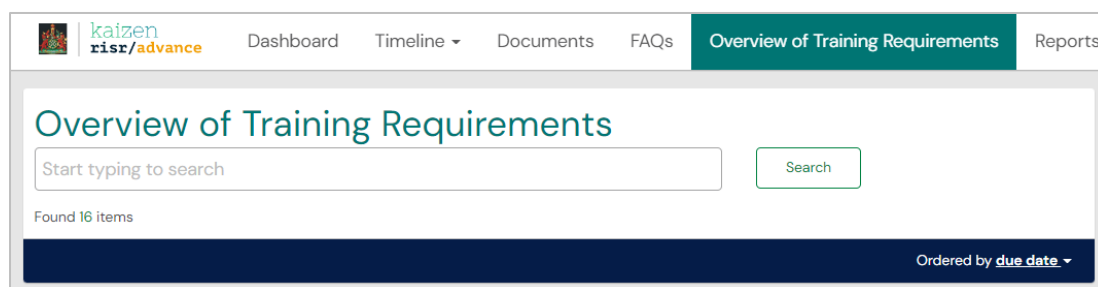 kaizen
risr/advance
Dashboard Timeline Documents FAQs Overview of Training Requirements Reports
Overview of Training Requirements
Start typing to search
Search
Found 16 items
Ordered by due date